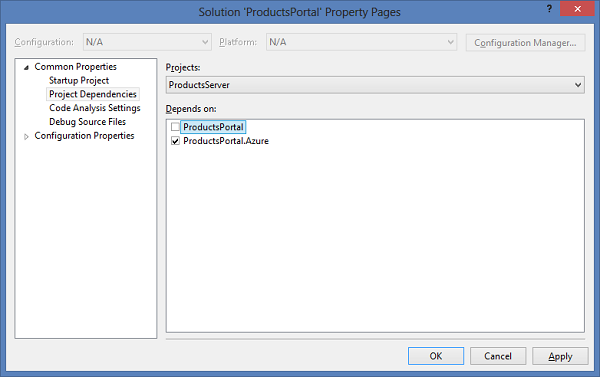 Solution 'ProductsPortal' Property Pages
? ×
Configuration: N/A Platform: N/A Configuration Manager...
Common Properties
Startup Project
Project Dependencies
Code Analysis Settings
Debug Source Files
Configuration Properties
Projects:
ProductsServer
Depends on:
ProductsPortal
ProductsPortal.Azure
OK Cancel Apply